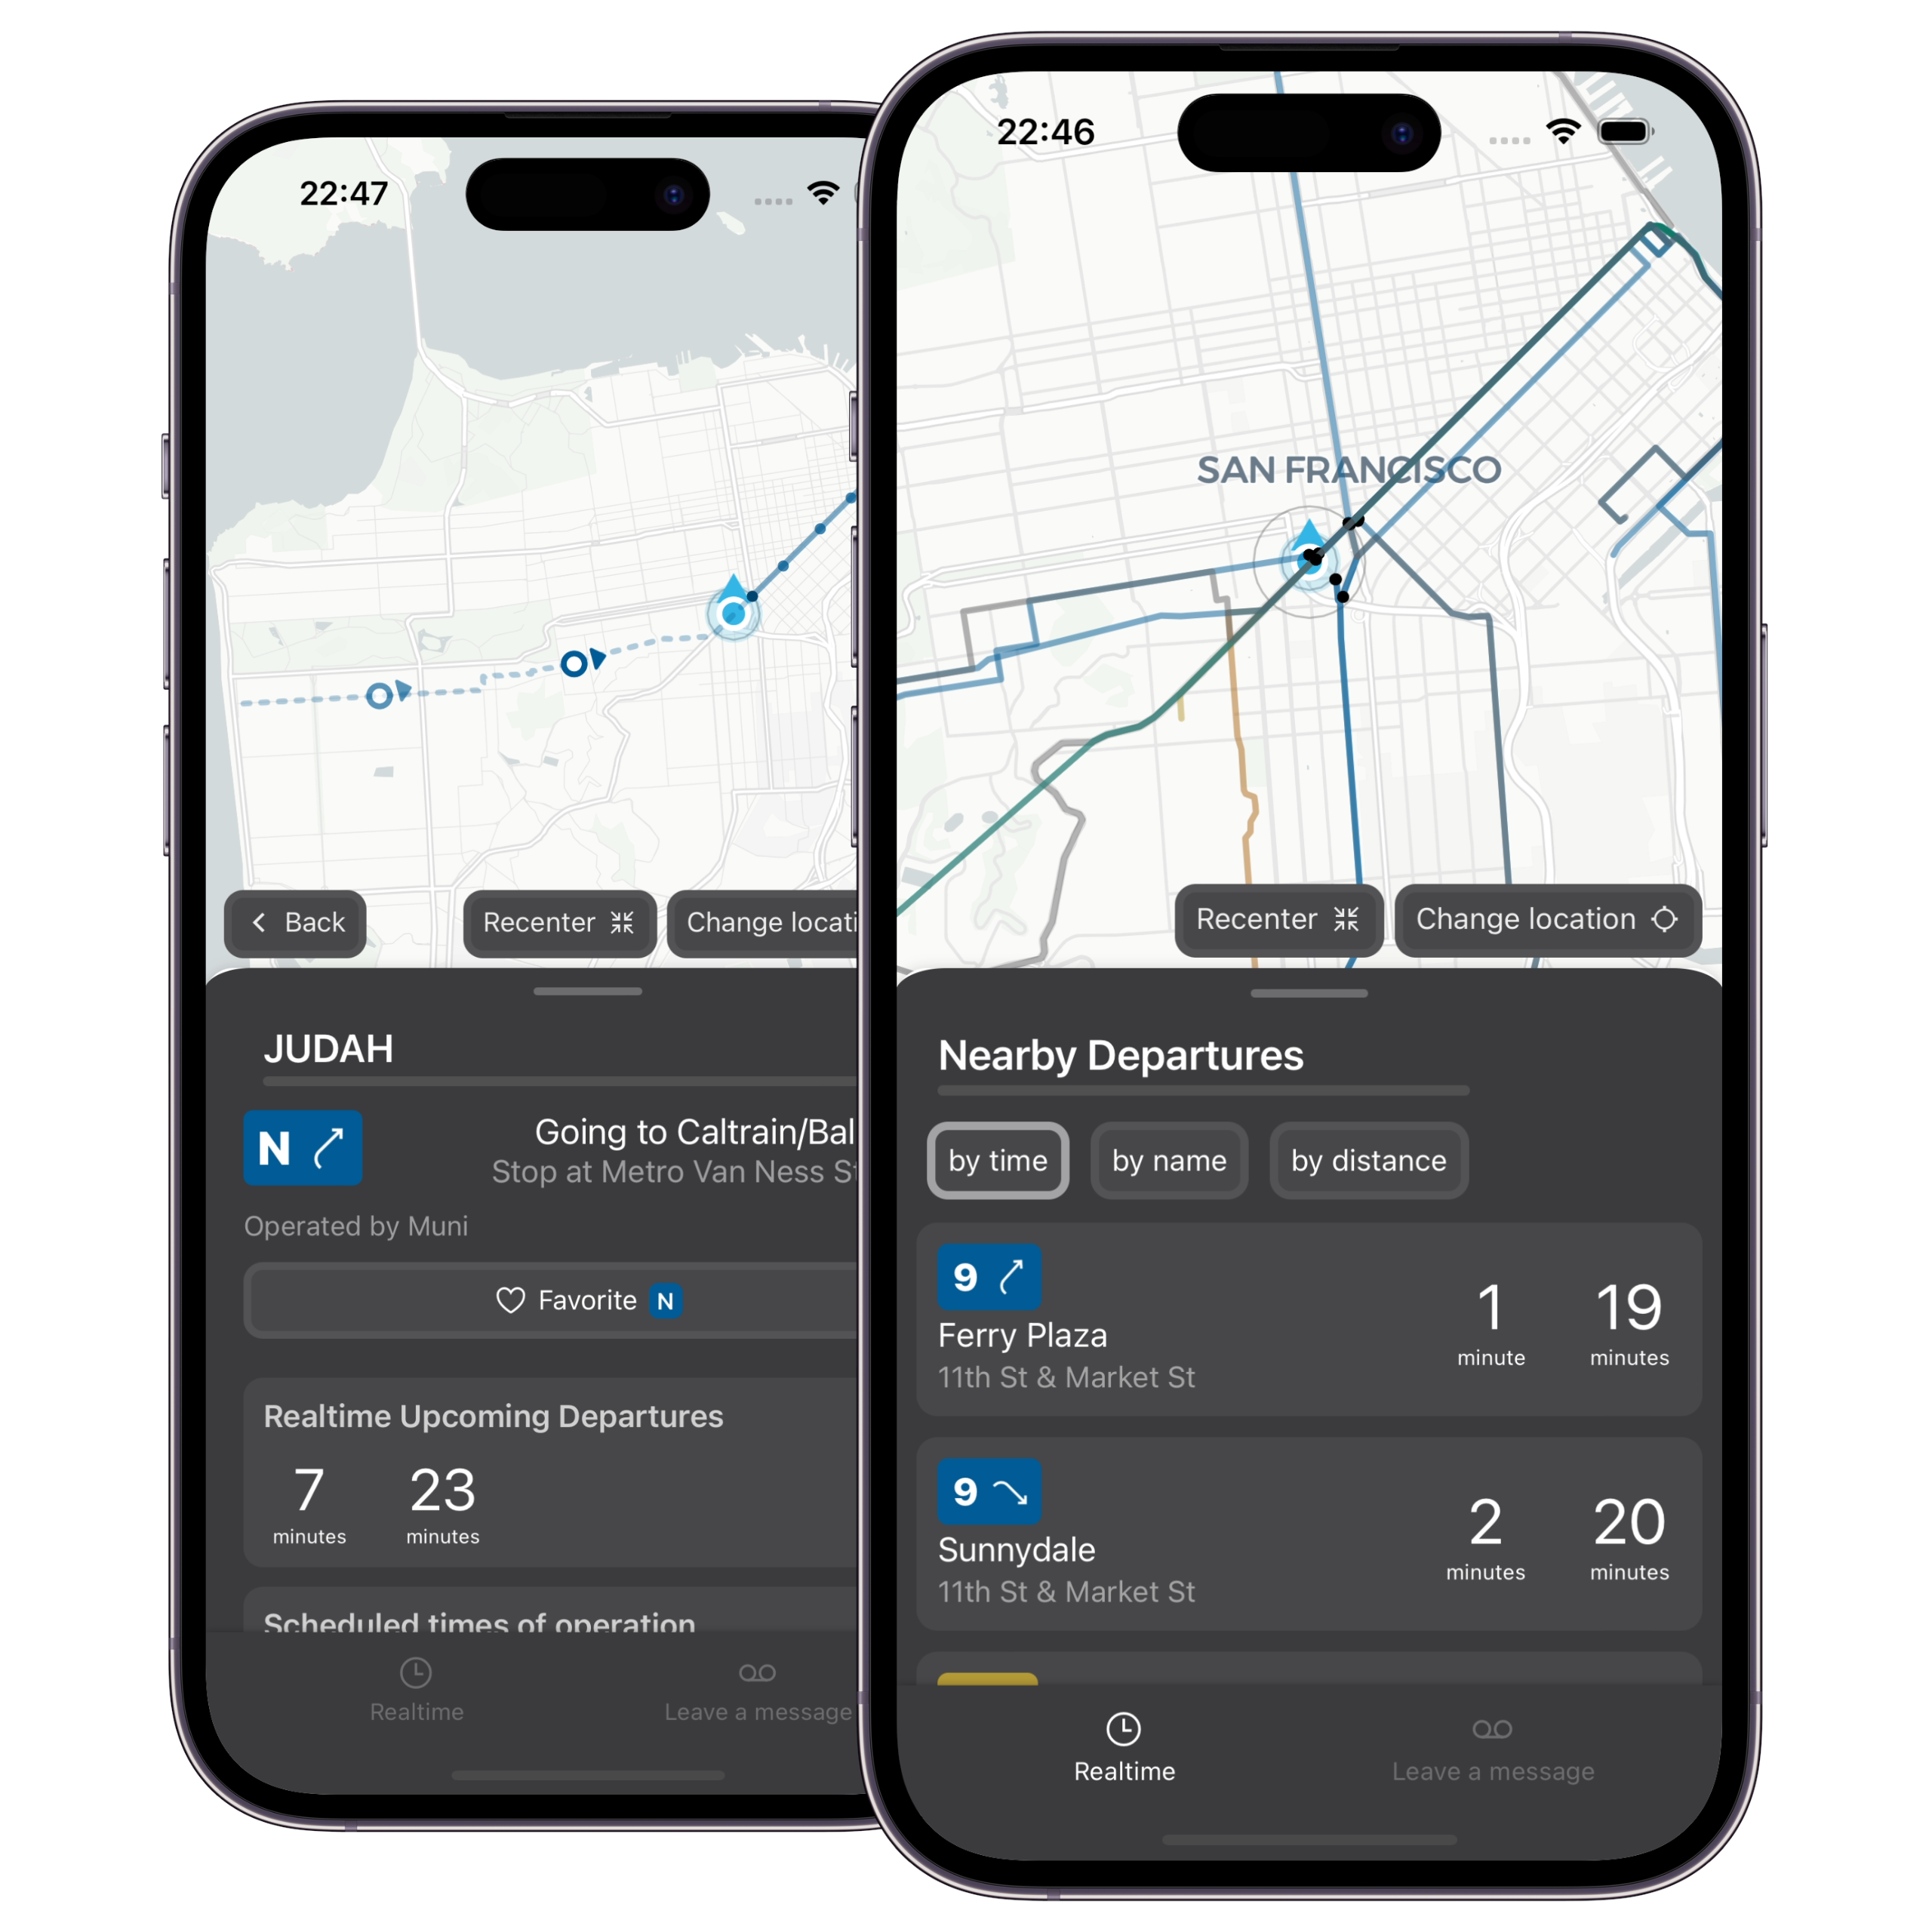 22:47
Back
Recenter
Change locati
JUDAH
N
Going to Caltrain/Bal
Stop at Metro Van Ness St
Operated by Muni
Favorite N
Realtime Upcoming Departures
7 23
minutes minutes
Scheduled times of operation
Realtime
Leave a message
22:46
SAN FRANCISCO
Recenter
Change location
Nearby Departures
by time
by name
by distance
9
Ferry Plaza
11th St & Market St
1 19
minute minutes
9
Sunnydale
11th St & Market St
2 20
minutes minutes
Realtime
Leave a message